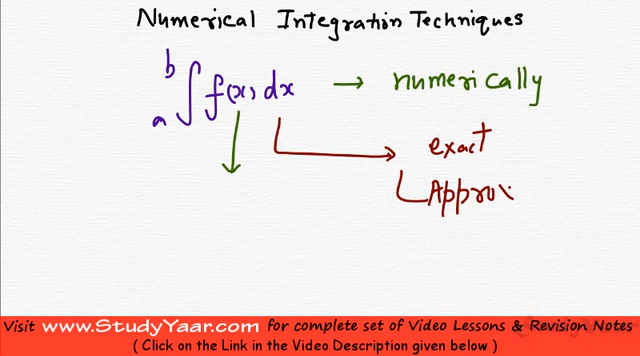 Numerical Integration Techniques
b
∫ f(x) dx → numerically
a
exact
Approx
Visit www.StudyYaar.com for complete set of Video Lessons & Revision Notes
( Click on the Link in the Video Description given below )